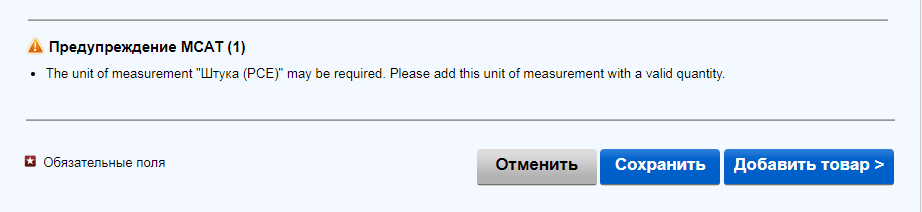 Предупреждение MCAT (1)
The unit of measurement "Штука (PCE)" may be required. Please add this unit of measurement with a valid quantity.
Обязательные поля
Отменить
Сохранить
Добавить товар >